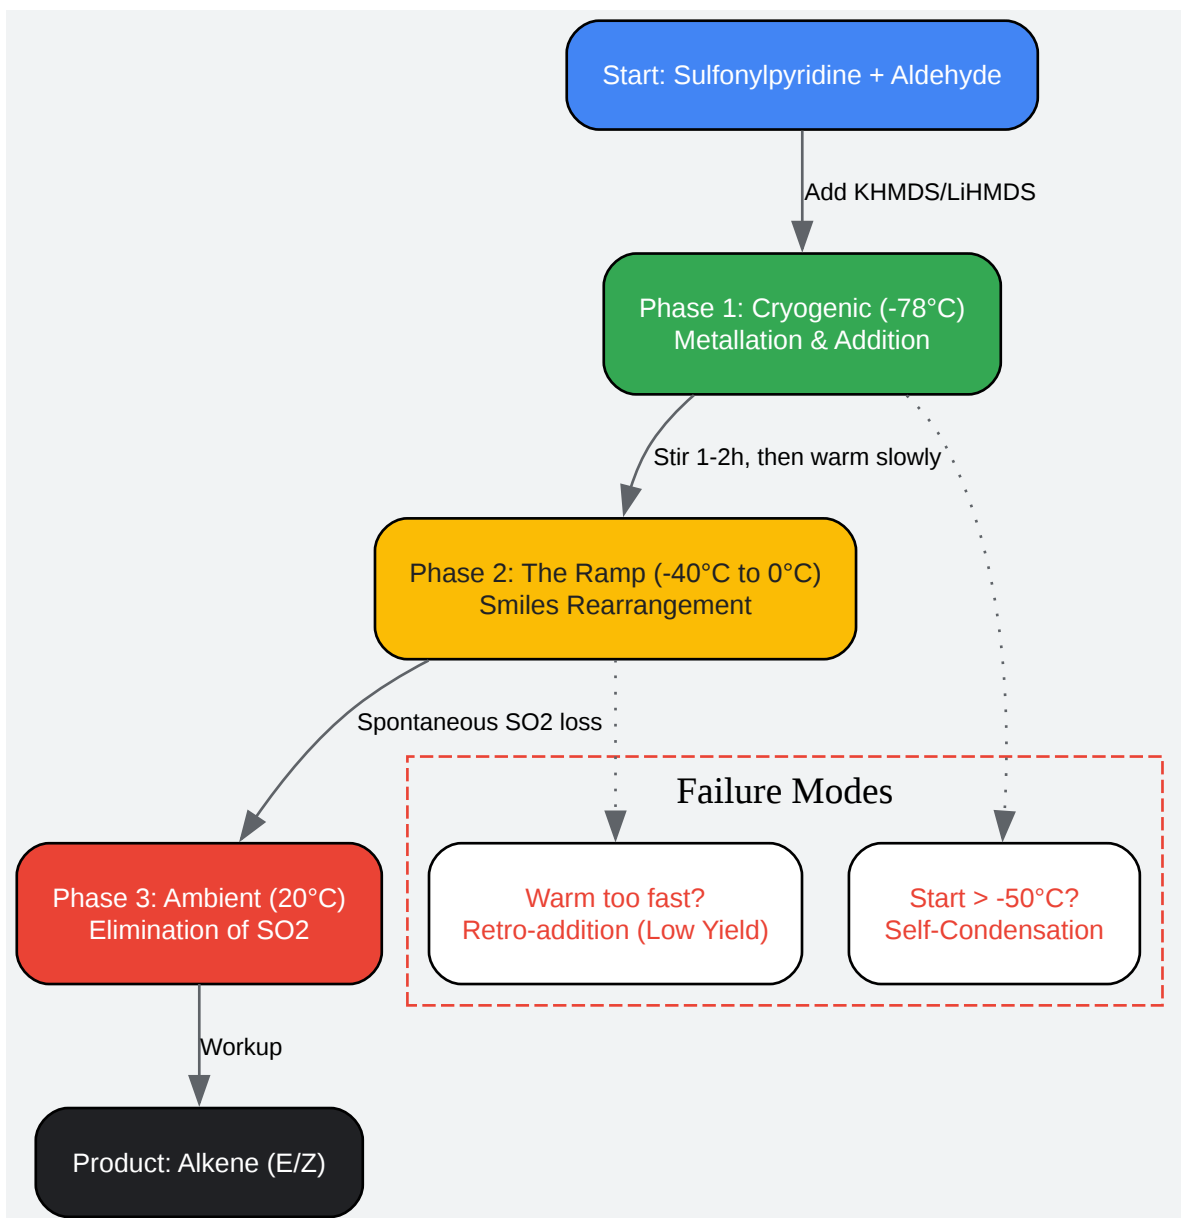 Start: Sulfonylpyridine + Aldehyde
Add KHMDS/LiHMDS
Phase 1: Cryogenic (-78°C)
Metallation & Addition
Stir 1-2h, then warm slowly
Phase 2: The Ramp (-40°C to 0°C)
Smiles Rearrangement
Spontaneous SO2 loss
Failure Modes
Phase 3: Ambient (20°C)
Elimination of SO2
Warm too fast?
Retro-addition (Low Yield)
Start > -50°C?
Self-Condensation
Workup
Product: Alkene (E/Z)